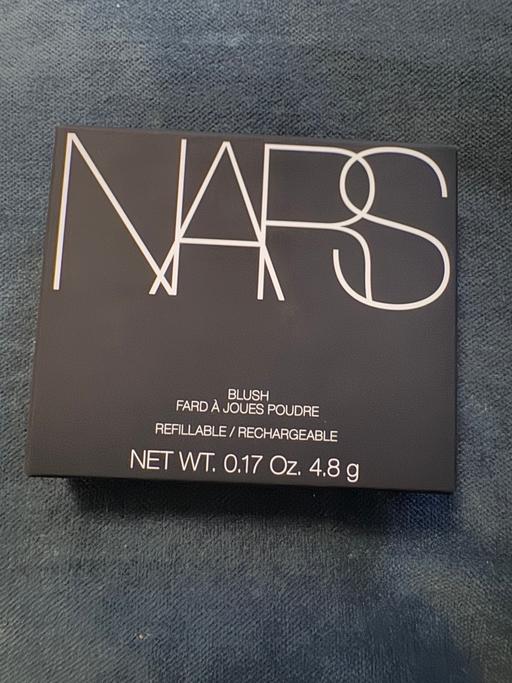 NARS
BLUSH
FARD À JOUES POUDRE
REFILLABLE / RECHARGEABLE
NET WT. 0.17 Oz. 4.8 g